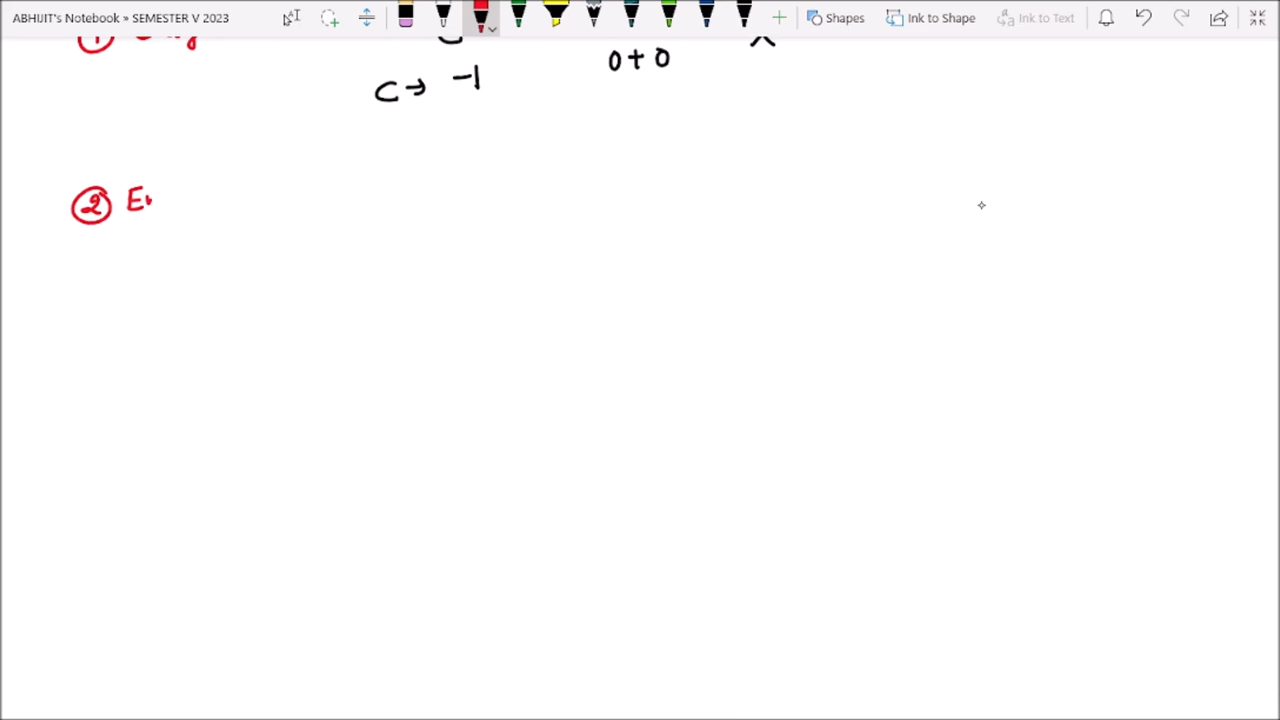 ABHIJIT's Notebook » SEMESTER V 2023 Shapes Ink to Shape Ink to Text
0 + 0
C → -1
② E